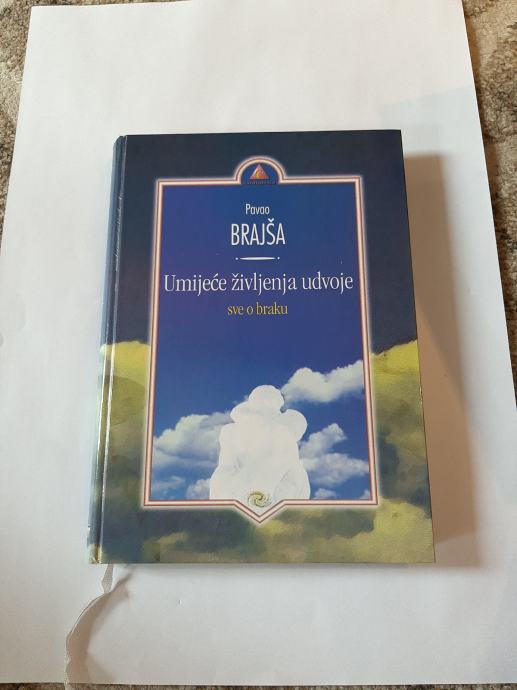 Pavao
BRAJŠA
Umijeće življenja udvoje
sve o braku